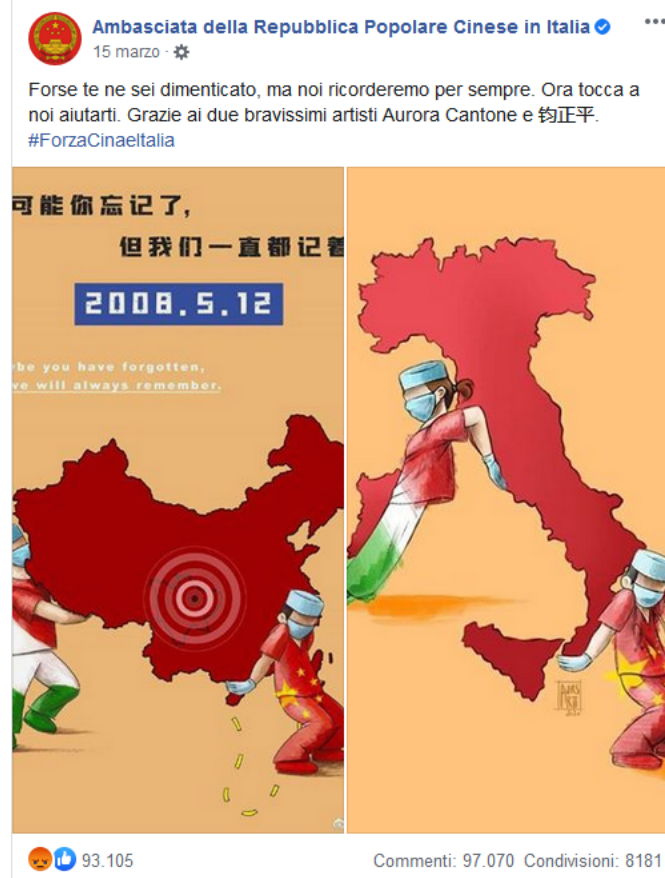 Ambasciata della Repubblica Popolare Cinese in Italia
15 marzo ·
Forse te ne sei dimenticato, ma noi ricorderemo per sempre. Ora tocca a
noi aiutarti. Grazie ai due bravissimi artisti Aurora Cantone e 钧正平.
#ForzaCinaeItalia
可能你忘记了,
但我们一直都记着
2008.5.12
be you have forgotten,
we will always remember.
93.105
Commenti: 97.070 Condivisioni: 8181